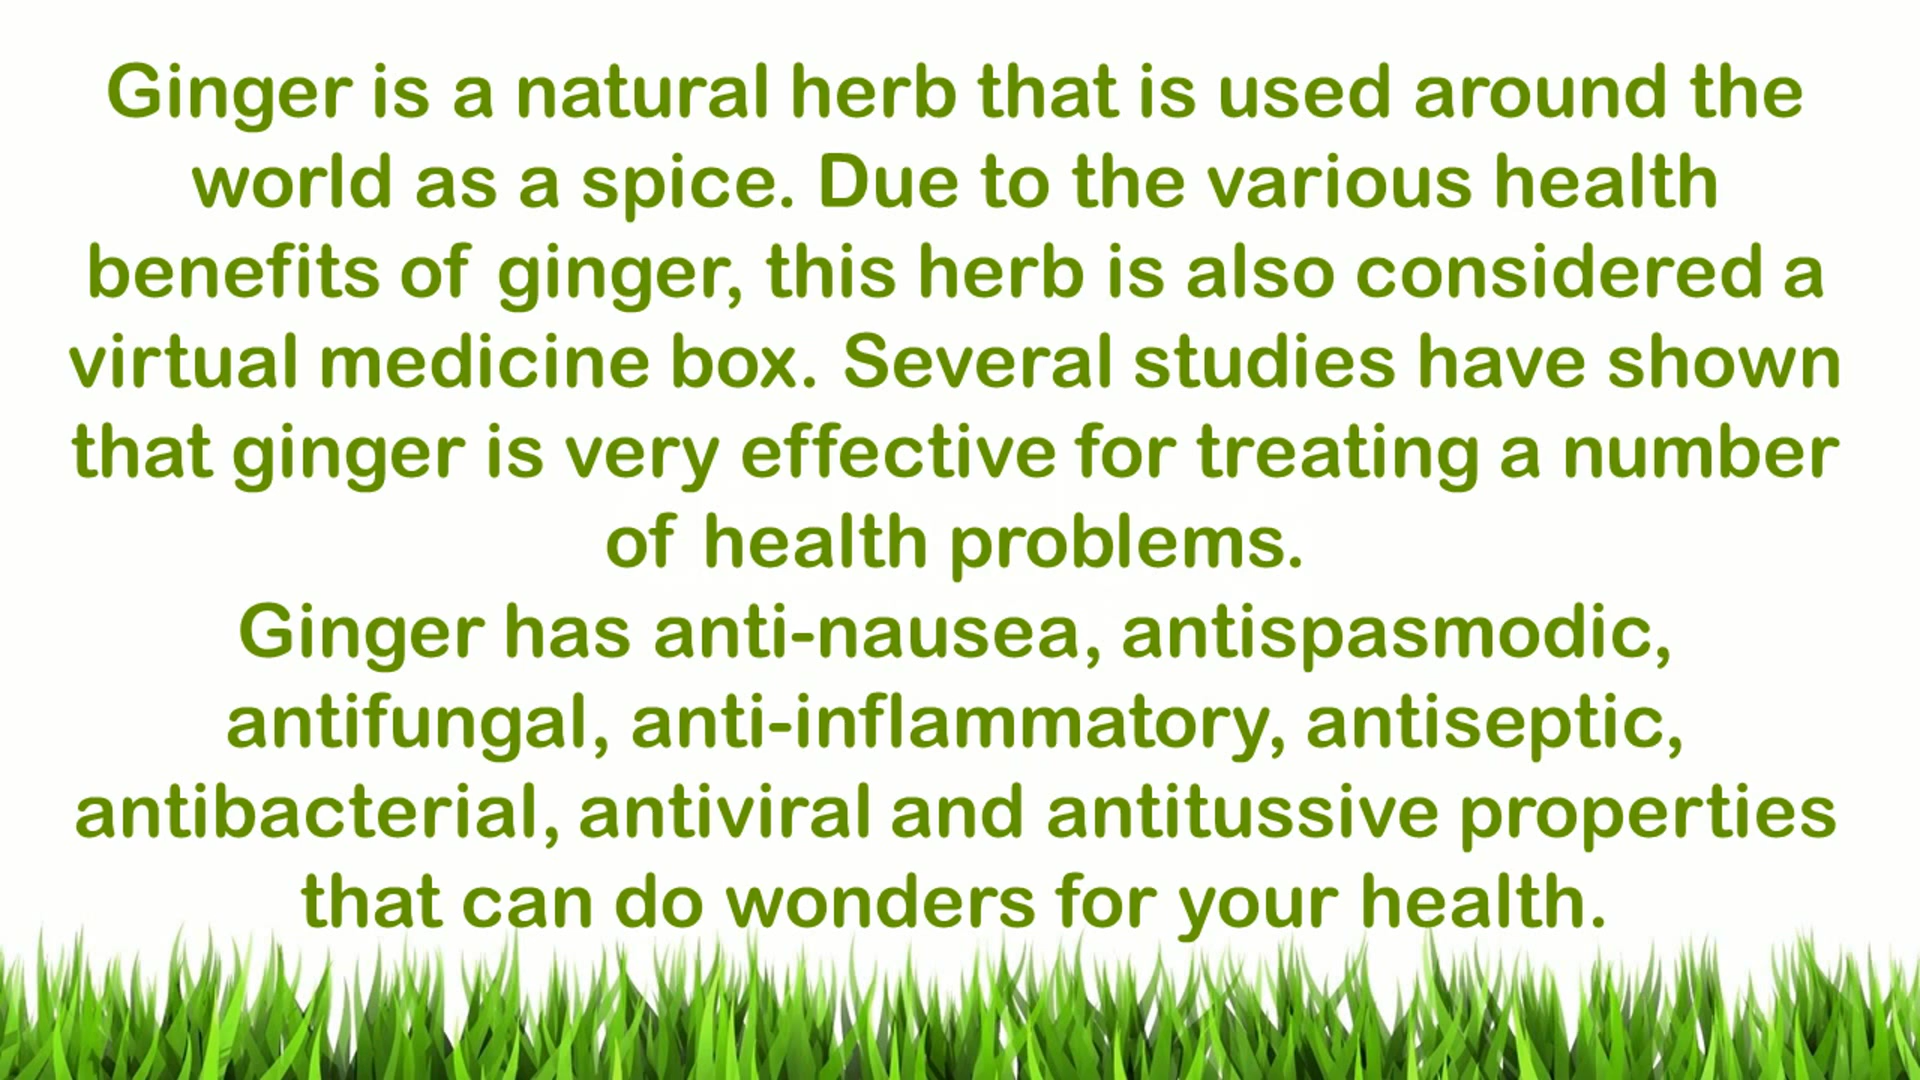 Ginger is a natural herb that is used around the
world as a spice. Due to the various health
benefits of ginger, this herb is also considered a
virtual medicine box. Several studies have shown
that ginger is very effective for treating a number
of health problems.
Ginger has anti-nausea, antispasmodic,
antifungal, anti-inflammatory, antiseptic,
antibacterial, antiviral and antitussive properties
that can do wonders for your health.